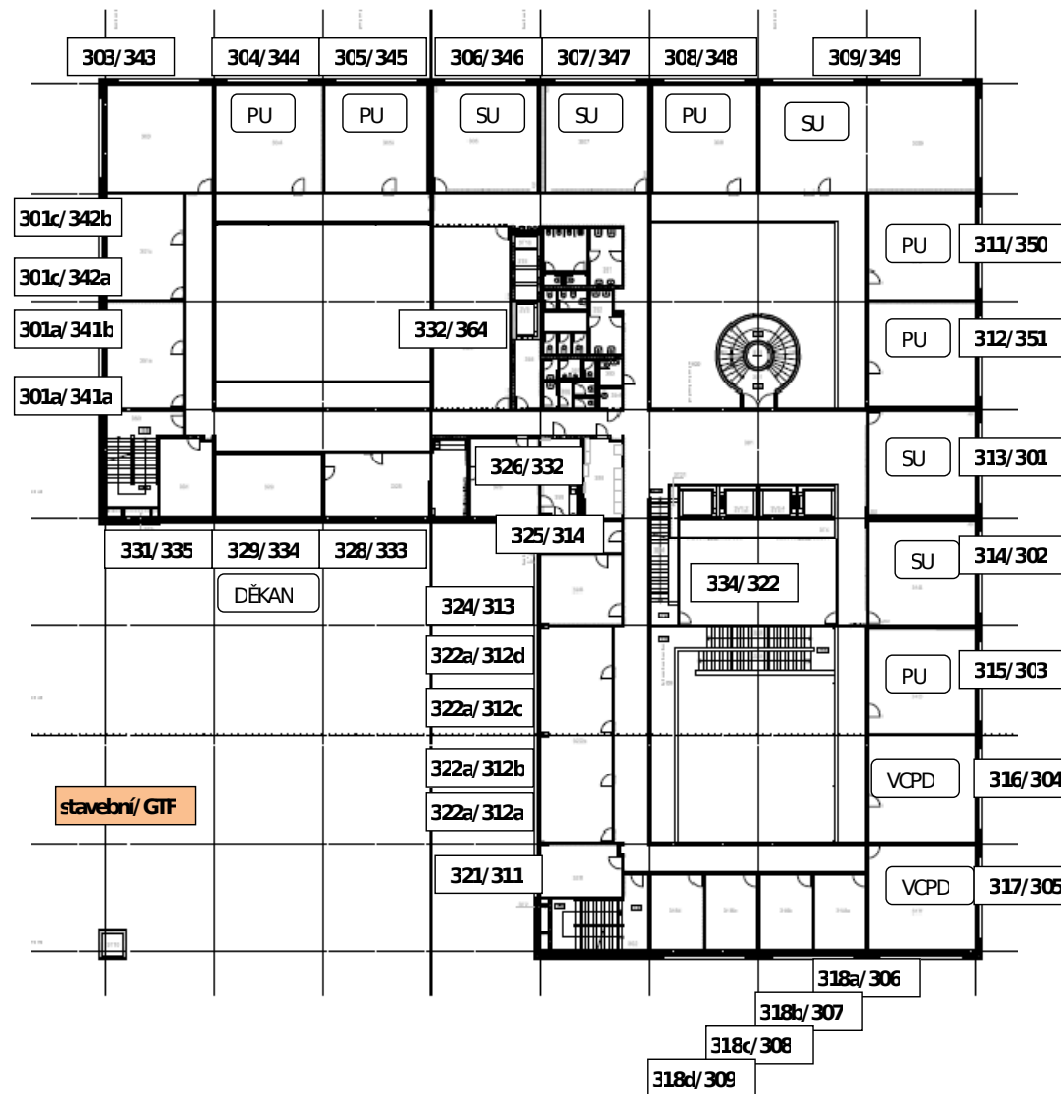 303/343
304/344
305/345
306/346
307/347
308/348
309/349
PU
PU
SU
SU
PU
SU
301c/342b
301c/342a
301a/341b
301a/341a
332/364
PU
311/350
PU
312/351
SU
313/301
326/332
325/314
SU
314/302
331/335
329/334
328/333
DĚKAN
334/322
324/313
322a/312d
322a/312c
322a/312b
322a/312a
PU
315/303
VCPD
316/304
stavební/GTF
321/311
VCPD
317/305
318a/306
318b/307
318c/308
318d/309